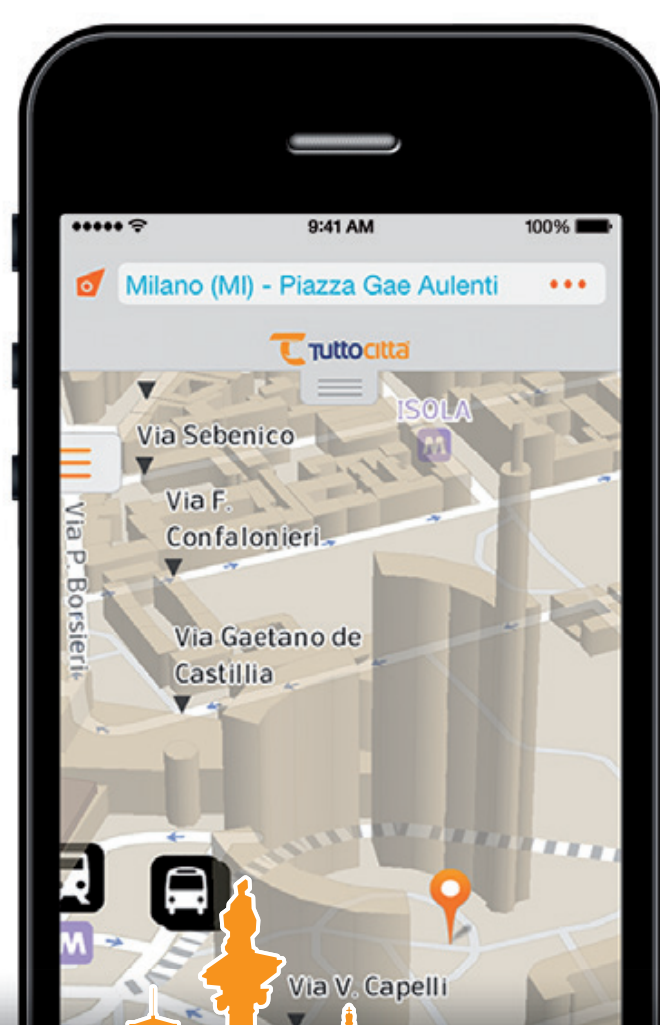 9:41 AM
100%
Milano (MI) - Piazza Gae Aulenti
Tuttocittà
ISOLA
M
Via Sebenico
Via F.
Confalonieri
Via P. Borsieri
Via Gaetano de
Castillia
M
Via V. Capelli